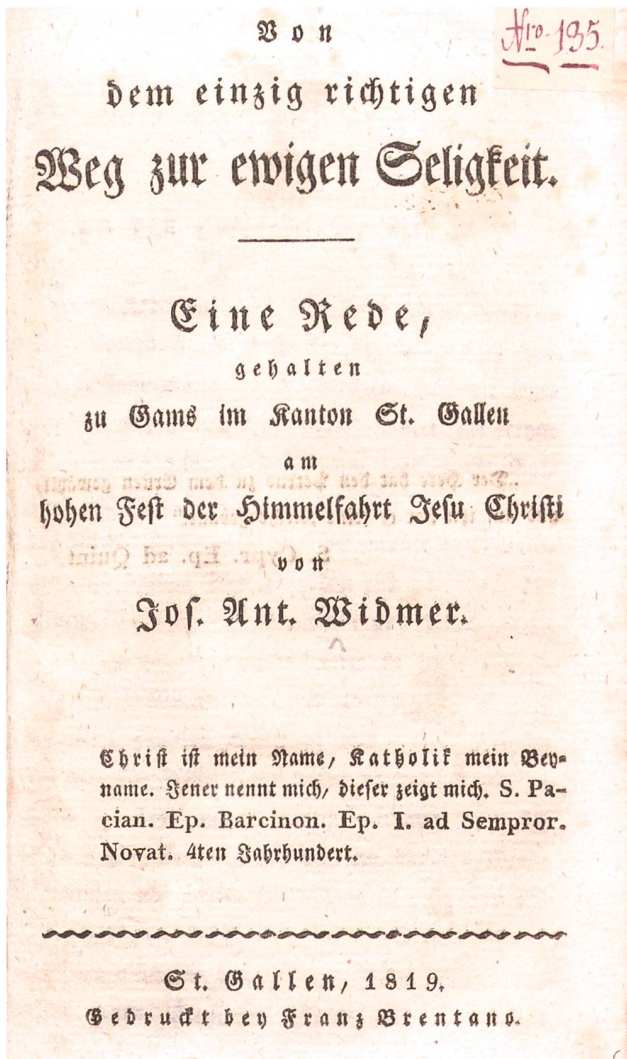 Nro. 135.
Von
dem einzig richtigen
Weg zur ewigen Seligkeit.
Eine Rede,
gehalten
zu Gams im Kanton St. Gallen
am
hohen Fest der Himmelfahrt Jesu Christi
von
Jos. Ant. Widmer.
Christ ist mein Name, Katholik mein Bey-
name. Jener nennt mich, dieser zeigt mich. S. Pa-
cian. Ep. Barcinon. Ep. I. ad Sempror.
Novat. 4ten Jahrhundert.
St. Gallen, 1819.
Gedruckt bey Franz Brentano.